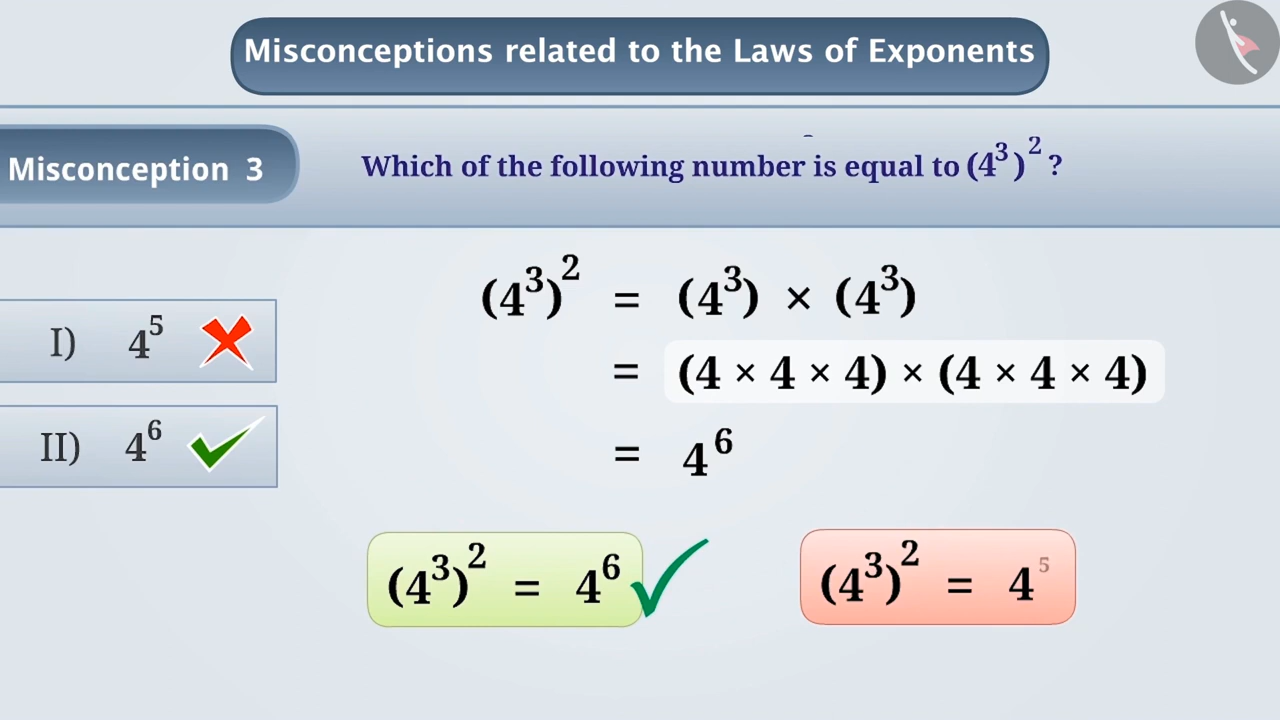 Misconceptions related to the Laws of Exponents
Misconception 3
Which of the following number is equal to (4³)²?
I) 4⁵
II) 4⁶
(4³)² = (4³) × (4³)
= (4 × 4 × 4) × (4 × 4 × 4)
= 4⁶
(4³)² = 4⁶
(4³)² = 4⁵